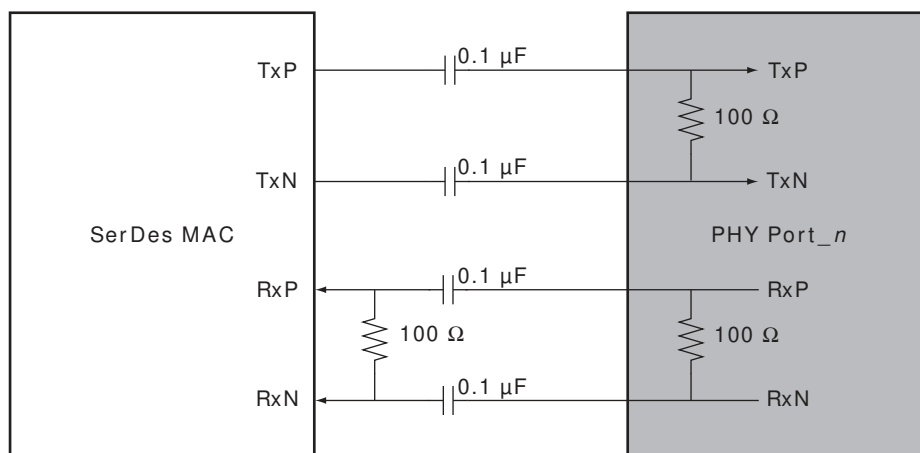 0.1 µF
TxP
TxP
100 Ω
0.1 µF
TxN
TxN
SerDes MAC
PHY Port_n
0.1 µF
RxP
RxP
100 Ω
100 Ω
0.1 µF
RxN
RxN